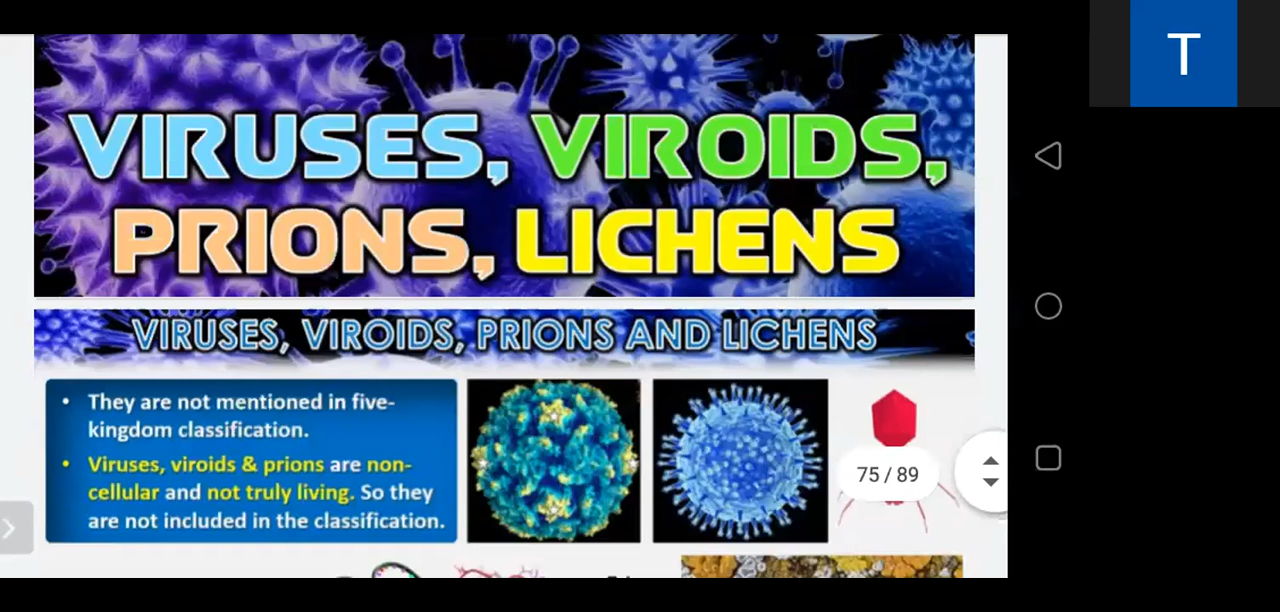 T
VIRUSES, VIROIDS,
PRIONS, LICHENS
VIRUSES, VIROIDS, PRIONS AND LICHENS
• They are not mentioned in five-
kingdom classification.
• Viruses, viroids & prions are non-
cellular and not truly living. So they
are not included in the classification.
75 / 89